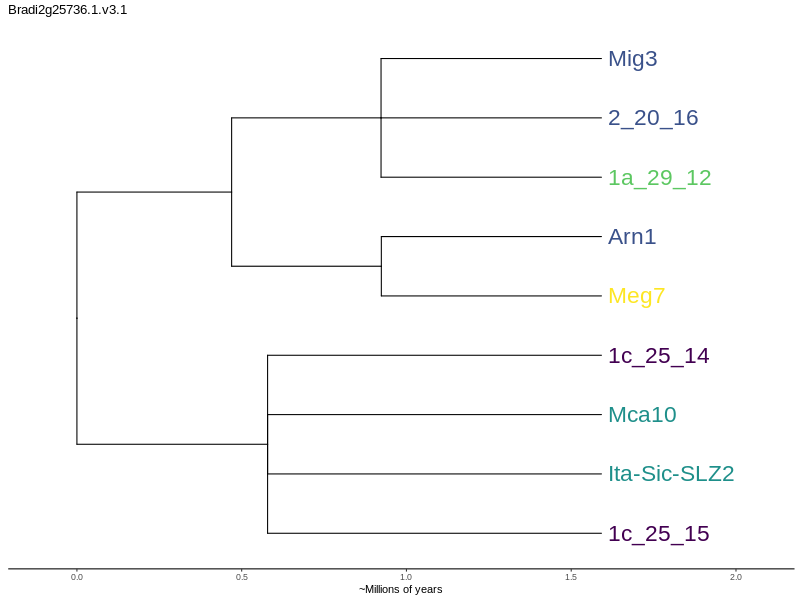 Bradi2g25736.1.v3.1
Mig3
2_20_16
1a_29_12
Arn1
Meg7
1c_25_14
Mca10
Ita-Sic-SLZ2
1c_25_15
0.0 0.5 1.0 1.5 2.0
~Millions of years